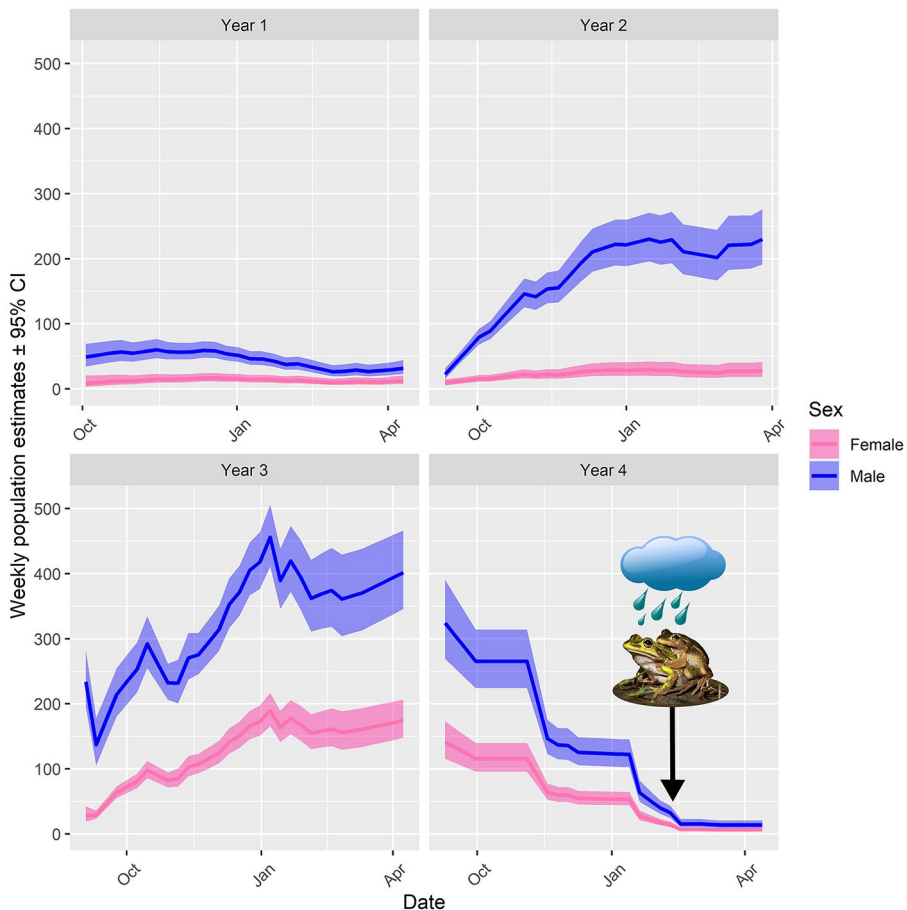 Year 1
Year 2
500
400
300
200
100
0
Oct
Jan
Apr
Oct
Jan
Apr
Year 3
Year 4
500
400
300
200
100
0
Oct
Jan
Apr
Oct
Jan
Apr
Weekly population estimates ± 95% CI
Date
Sex
Female
Male